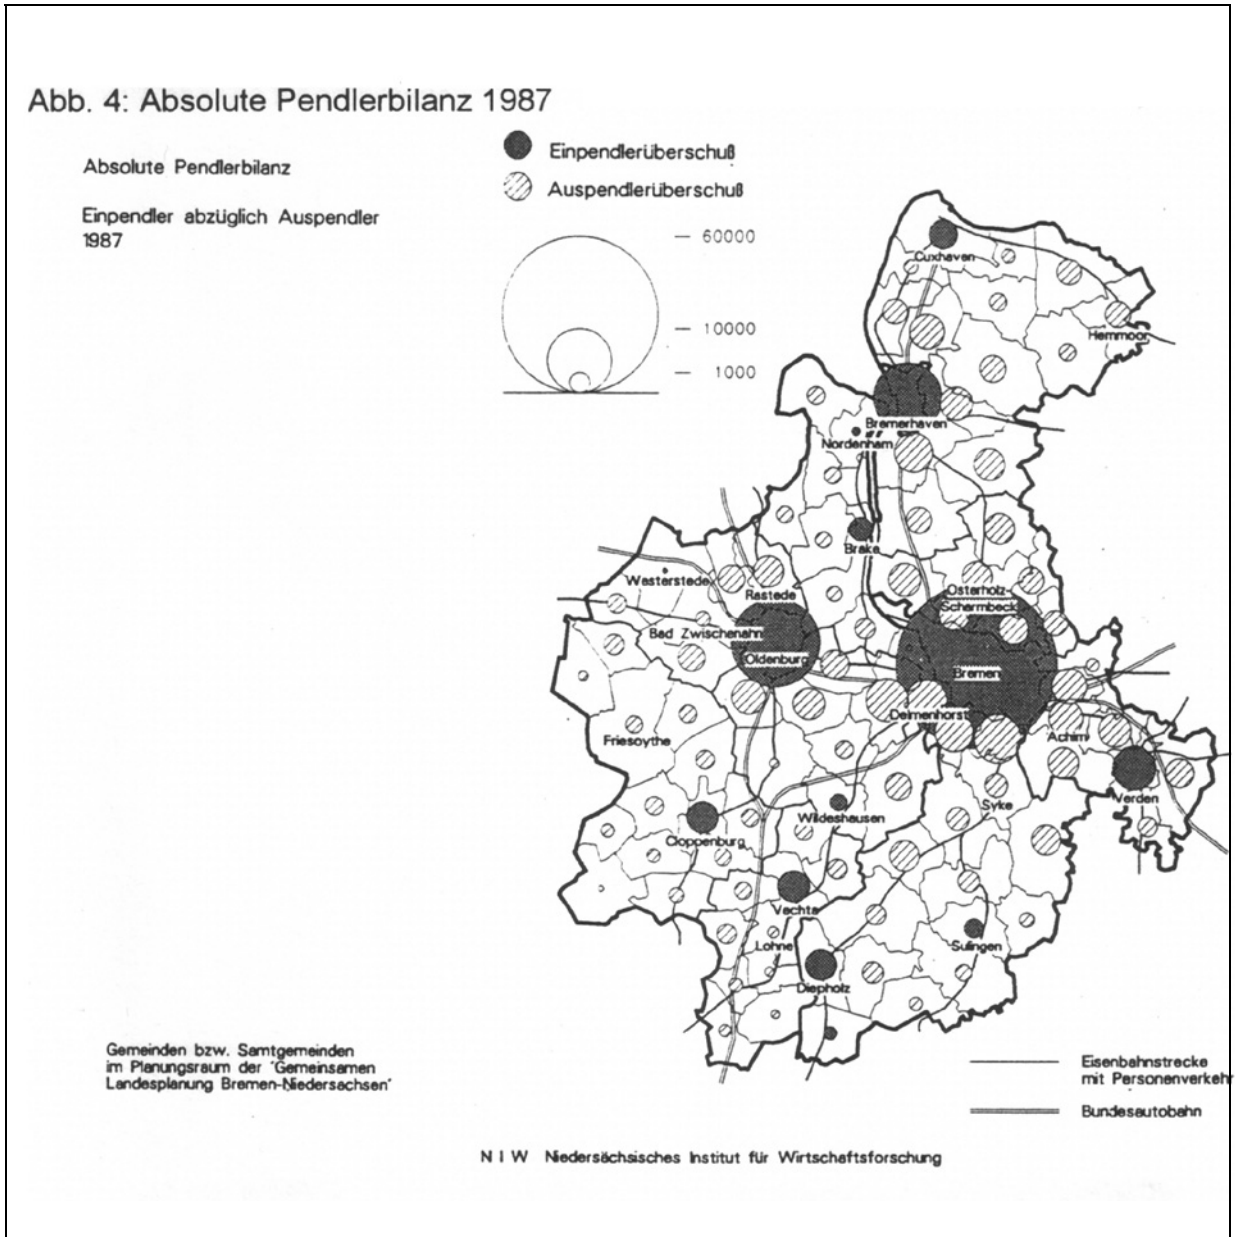 Abb. 4: Absolute Pendlerbilanz 1987
Absolute Pendlerbilanz
Einpendler abzüglich Auspendler
1987
Einpendlerüberschuß
Auspendlerüberschuß
60000
10000
1000
Cuxhaven
Hemmoor
Bremerhaven
Nordenham
Brake
Westerstede
Rastede
Osterholz-
Scharmbeck
Bad Zwischenahn
Oldenburg
Bremen
Delmenhorst
Achim
Friesoythe
Verden
Syke
Wildeshausen
Cloppenburg
Vechta
Lohne
Sulingen
Diepholz
Gemeinden bzw. Samtgemeinden
im Planungsraum der 'Gemeinsamen
Landesplanung Bremen-Niedersachsen'
Eisenbahnstrecke
mit Personenverkehr
Bundesautobahn
N I W Niedersächsisches Institut für Wirtschaftsforschung